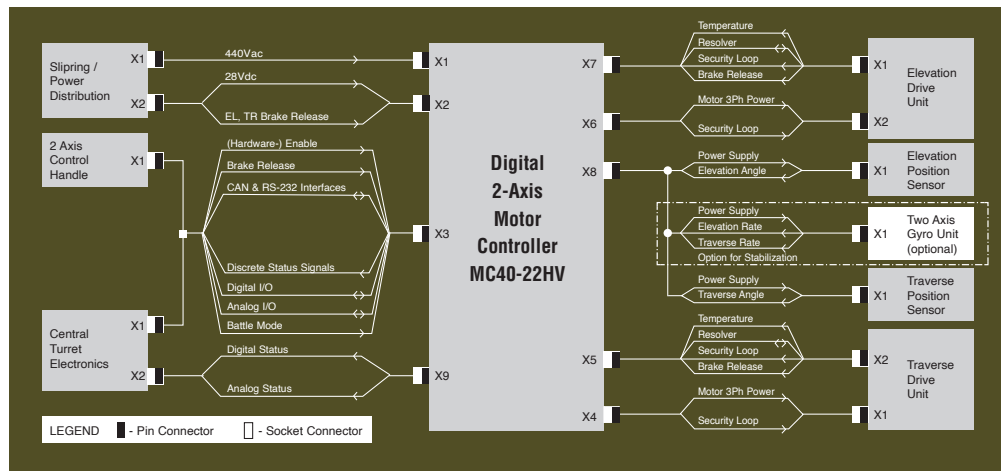 Slipring /
Power
Distribution
X1
X2
440Vac
28Vdc
EL, TR Brake Release
X1
X2
2 Axis
Control
Handle
X1
(Hardware-) Enable
Brake Release
CAN & RS-232 Interfaces
Discrete Status Signals
Digital I/O
Analog I/O
Battle Mode
X3
Central
Turret
Electronics
X1
X2
Digital Status
Analog Status
X9
Digital
2-Axis
Motor
Controller
MC40-22HV
X7
X6
X8
X5
X4
Temperature
Resolver
Security Loop
Brake Release
Motor 3Ph Power
Security Loop
X1
X2
Elevation
Drive
Unit
Power Supply
Elevation Angle
X1
Elevation
Position
Sensor
Power Supply
Elevation Rate
Traverse Rate
Option for Stabilization
X1
Two Axis
Gyro Unit
(optional)
Power Supply
Traverse Angle
X1
Traverse
Position
Sensor
Temperature
Resolver
Security Loop
Brake Release
Motor 3Ph Power
Security Loop
X2
X1
Traverse
Drive
Unit
LEGEND - Pin Connector - Socket Connector